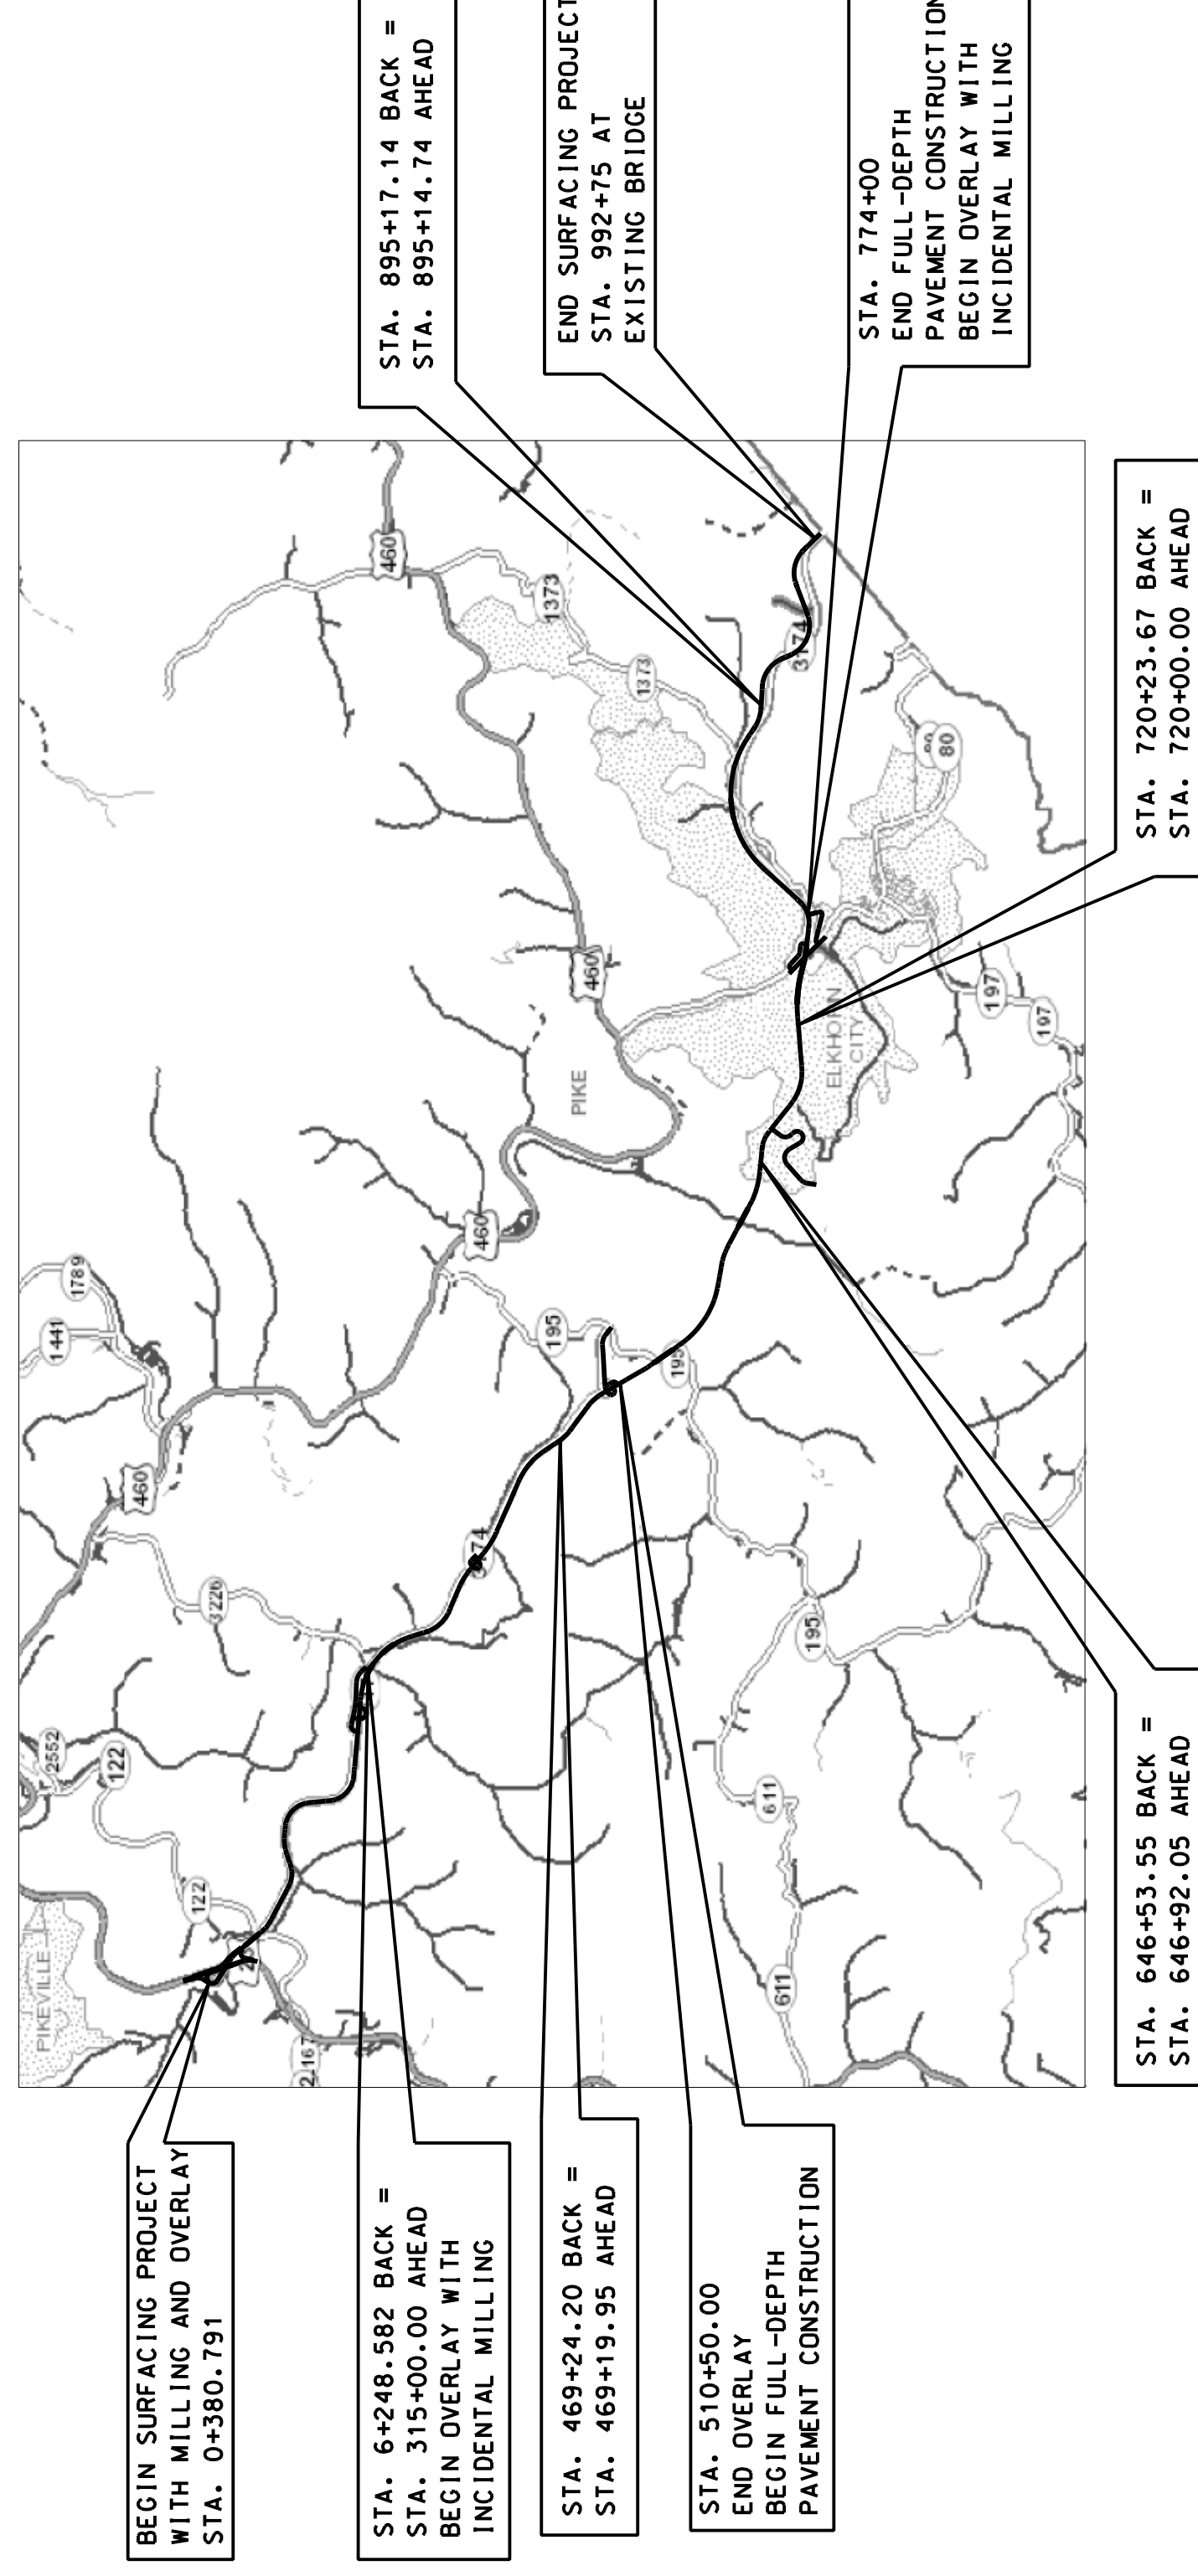 BEGIN SURFACING PROJECT
WITH MILLING AND OVERLAY
STA. 0+380.791
STA. 6+248.582 BACK =
STA. 315+00.00 AHEAD
BEGIN OVERLAY WITH
INCIDENTAL MILLING
STA. 469+24.20 BACK =
STA. 469+19.95 AHEAD
STA. 510+50.00
END OVERLAY
BEGIN FULL-DEPTH
PAVEMENT CONSTRUCTION
STA. 646+53.55 BACK =
STA. 646+92.05 AHEAD
STA. 720+23.67 BACK =
STA. 720+00.00 AHEAD
STA. 895+17.14 BACK =
STA. 895+14.74 AHEAD
END SURFACING PROJECT
STA. 992+75 AT
EXISTING BRIDGE
STA. 774+00
END FULL-DEPTH
PAVEMENT CONSTRUCTION
BEGIN OVERLAY WITH
INCIDENTAL MILLING
PIKEVILLE
122
2552
122
3226
460
1441
1789
195
460
195
195
611
611
PIKE
460
460
1373
1373
3174
ELKHORN
CITY
197
197
80